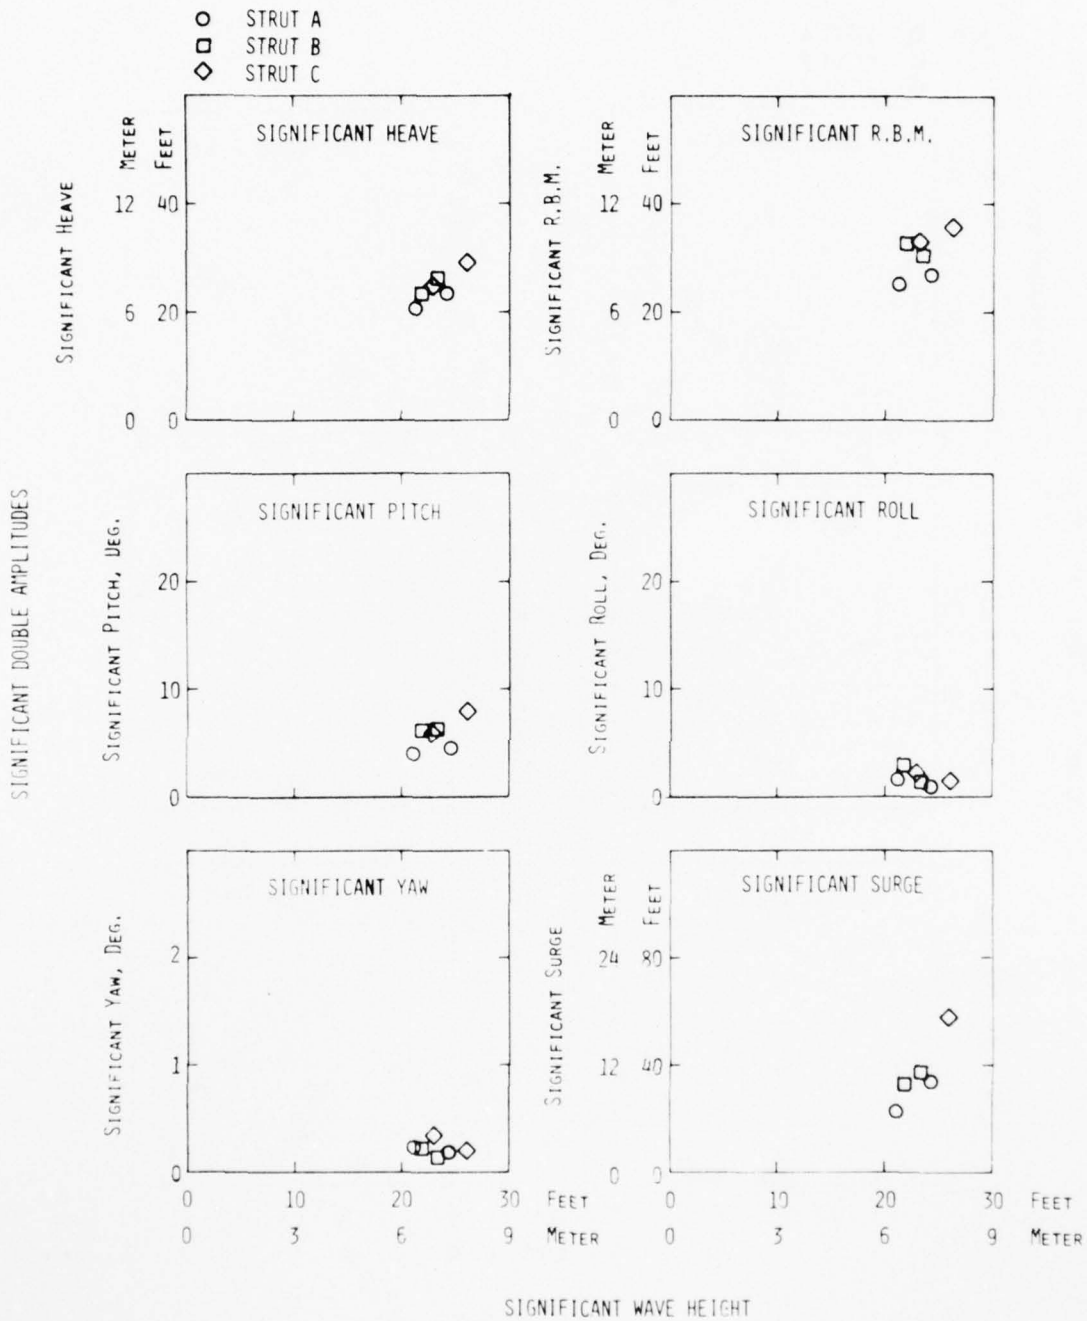 STRUT A
STRUT B
STRUT C
SIGNIFICANT DOUBLE AMPLITUDES
SIGNIFICANT HEAVE
METER
FEET
SIGNIFICANT HEAVE
12 40
6 20
0 0
SIGNIFICANT R.B.M.
METER
FEET
SIGNIFICANT R.B.M.
12 40
6 20
0 0
SIGNIFICANT PITCH, DEG.
SIGNIFICANT PITCH
20
10
0
SIGNIFICANT ROLL, DEG.
SIGNIFICANT ROLL
20
10
0
SIGNIFICANT YAW, DEG.
SIGNIFICANT YAW
2
1
0
0 10 20 30 FEET
0 3 6 9 METER
SIGNIFICANT SURGE
METER
FEET
SIGNIFICANT SURGE
24 80
12 40
0 0
0 10 20 30 FEET
0 3 6 9 METER
SIGNIFICANT WAVE HEIGHT